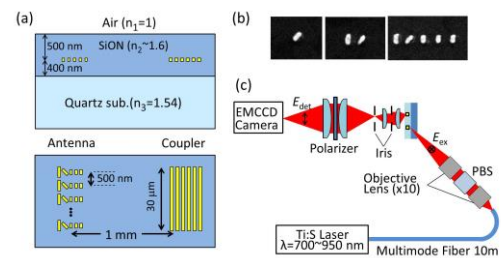 (a)
Air (n1=1)
500 nm
SiON (n2~1.6)
400 nm
Quartz sub.(n3=1.54)
Antenna
Coupler
500 nm
30 μm
1 mm
(b)
(c)
EMCCD
Camera
Edet
Polarizer
Iris
Eex
PBS
Objective
Lens (x10)
Ti:S Laser
λ=700~950 nm
Multimode Fiber 10m